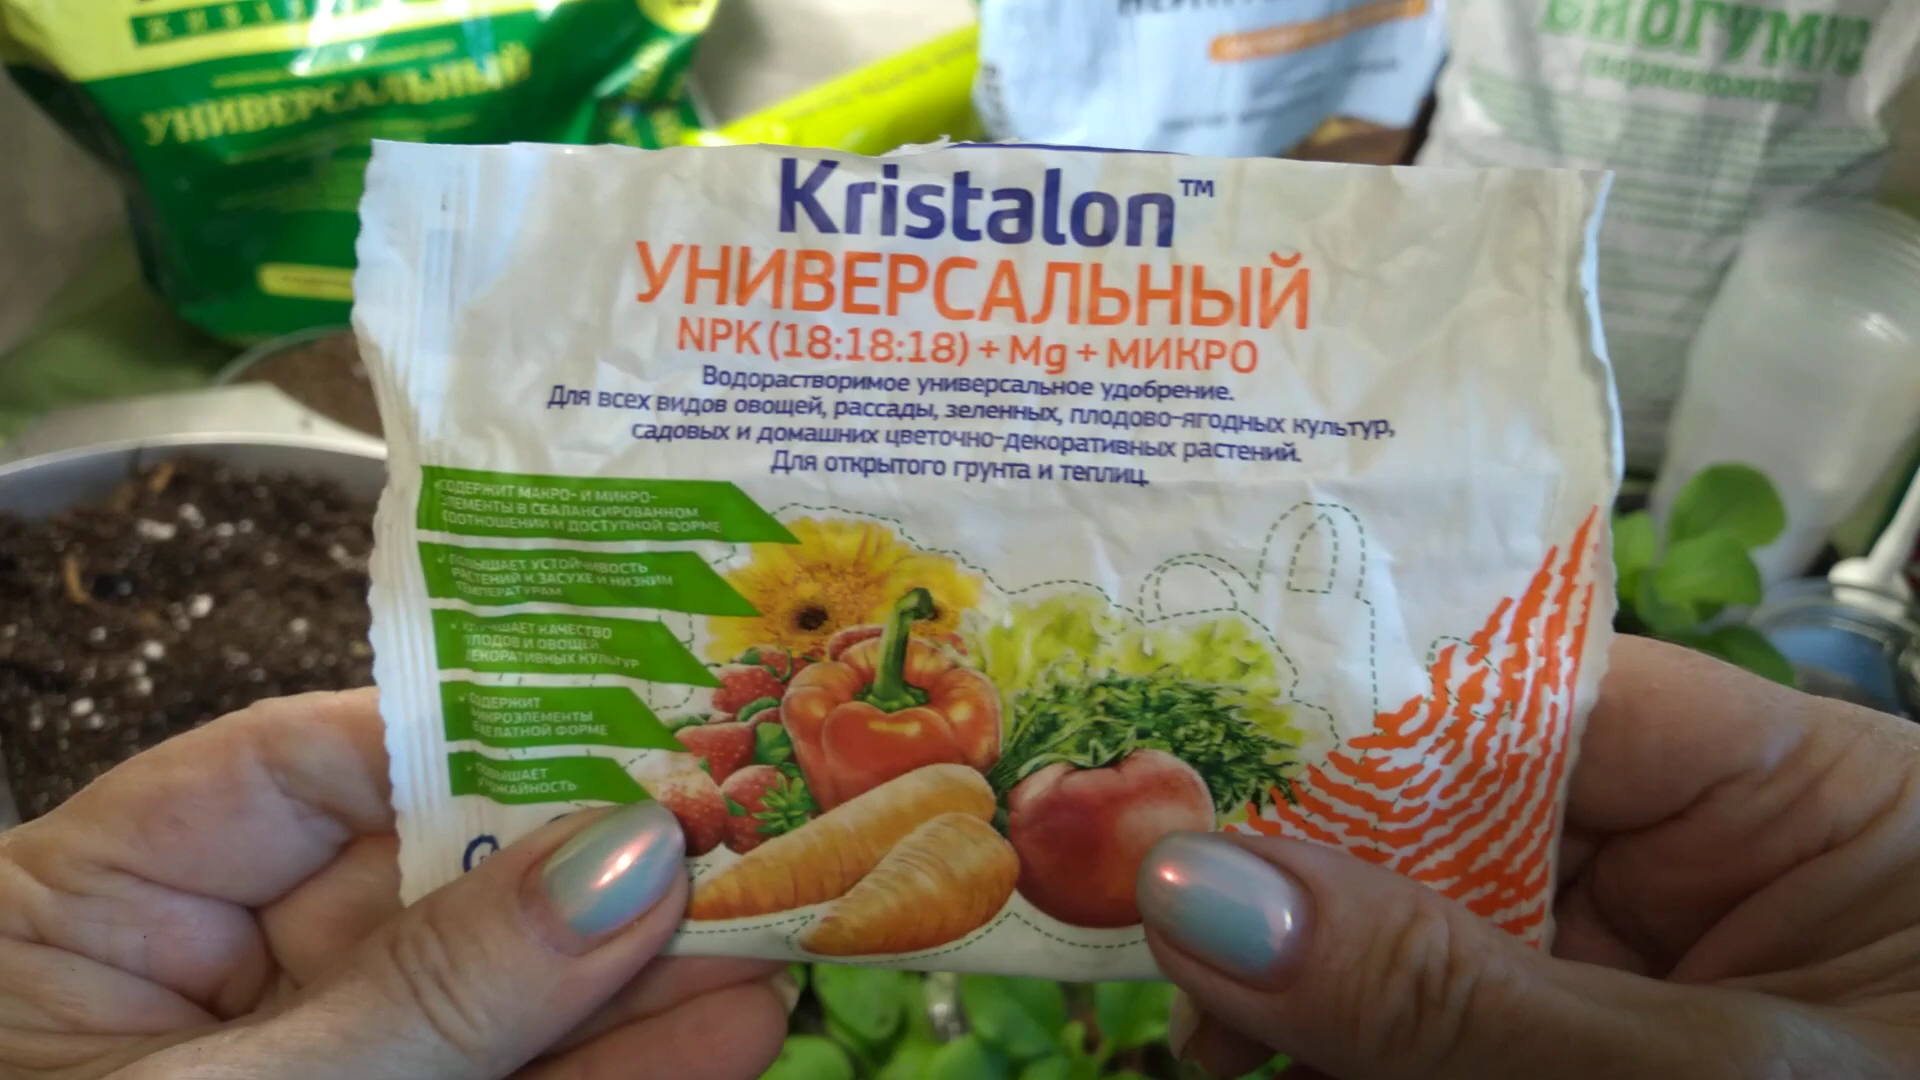 УНИВЕРСАЛЬНЫЙ
БИОГУМУС
Kristalon™
УНИВЕРСАЛЬНЫЙ
NPK (18:18:18) + Mg + МИКРО
Водорастворимое универсальное удобрение.
Для всех видов овощей, рассады, зеленных, плодово-ягодных культур,
садовых и домашних цветочно-декоративных растений.
Для открытого грунта и теплиц.
СОДЕРЖИТ МАКРО- И МИКРО-
ЭЛЕМЕНТЫ В СБАЛАНСИРОВАННОМ
СООТНОШЕНИИ И ДОСТУПНОЙ ФОРМЕ
ПОВЫШАЕТ УСТОЙЧИВОСТЬ
РАСТЕНИЙ К ЗАСУХЕ И НИЗКИМ
ТЕМПЕРАТУРАМ
УЛУЧШАЕТ КАЧЕСТВО
ПЛОДОВ И ОВОЩЕЙ
ДЕКОРАТИВНЫХ КУЛЬТУР
СОДЕРЖИТ
МИКРОЭЛЕМЕНТЫ
В ХЕЛАТНОЙ ФОРМЕ
ПОВЫШАЕТ
УРОЖАЙНОСТЬ